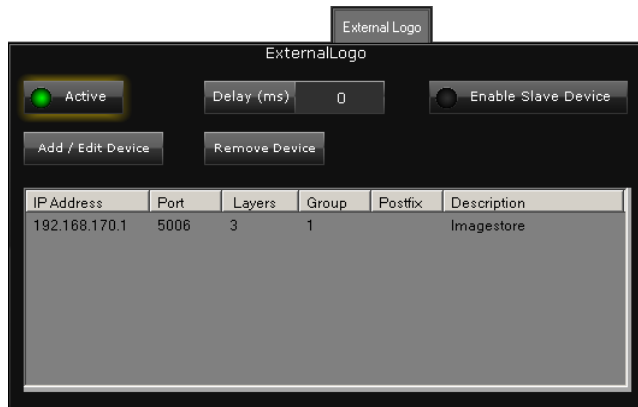 External Logo
ExternalLogo
Active Delay (ms) 0 Enable Slave Device
Add / Edit Device Remove Device
IP Address Port Layers Group Postfix Description
192.168.170.1 5006 3 1 Imagestore